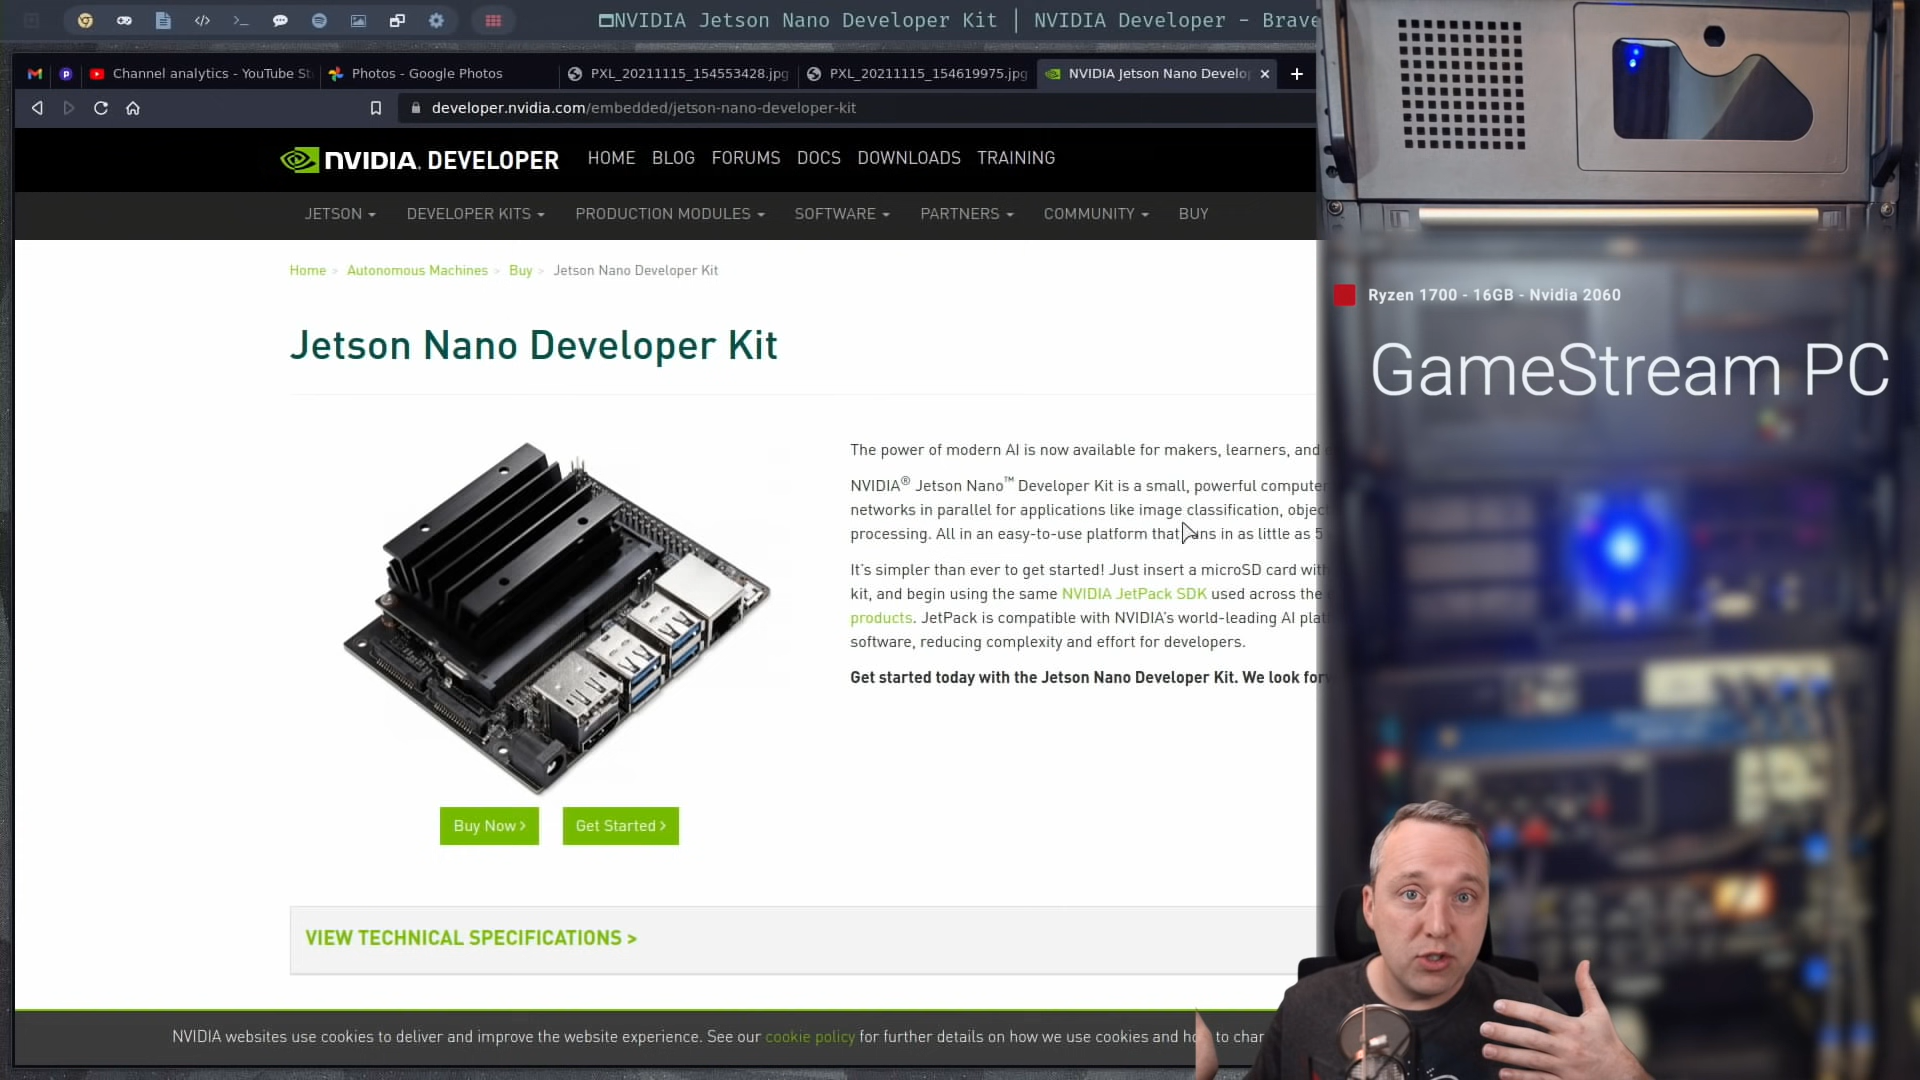 NVIDIA Jetson Nano Developer Kit | NVIDIA Developer - Brave
Channel analytics - YouTube St
Photos - Google Photos
PXL_20211115_154553428.jpg
PXL_20211115_154619975.jpg
NVIDIA Jetson Nano Develo
developer.nvidia.com/embedded/jetson-nano-developer-kit
NVIDIA. DEVELOPER
HOME BLOG FORUMS DOCS DOWNLOADS TRAINING
JETSON DEVELOPER KITS PRODUCTION MODULES SOFTWARE PARTNERS COMMUNITY BUY
Home > Autonomous Machines > Buy > Jetson Nano Developer Kit
Ryzen 1700 - 16GB - Nvidia 2060
GameStream PC
Jetson Nano Developer Kit
The power of modern AI is now available for makers, learners, and
NVIDIA® Jetson Nano™ Developer Kit is a small, powerful computer
networks in parallel for applications like image classification, objec
processing. All in an easy-to-use platform that in as little as 5
It's simpler than ever to get started! Just insert a microSD card with
kit, and begin using the same NVIDIA JetPack SDK used across the
products. JetPack is compatible with NVIDIA's world-leading AI plat
software, reducing complexity and effort for developers.
Get started today with the Jetson Nano Developer Kit. We look forw
Buy Now >
Get Started >
VIEW TECHNICAL SPECIFICATIONS >
NVIDIA websites use cookies to deliver and improve the website experience. See our cookie policy for further details on how we use cookies and to char